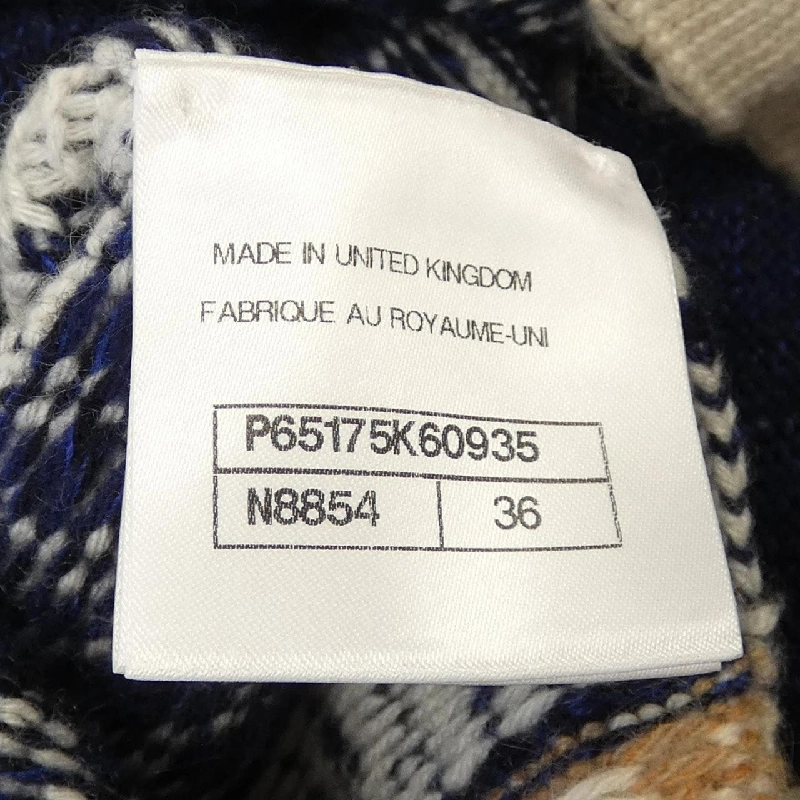 MADE IN UNITED KINGDOM
FABRIQUE AU ROYAUME-UNI
P65175K60935
N8854 36